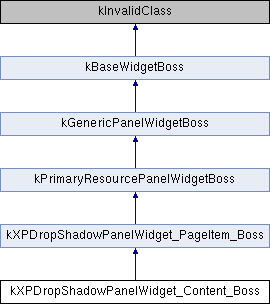 kInvalidClass
kBaseWidgetBoss
kGenericPanelWidgetBoss
kPrimaryResourcePanelWidgetBoss
kXPDropShadowPanelWidget_PageItem_Boss
kXPDropShadowPanelWidget_Content_Boss